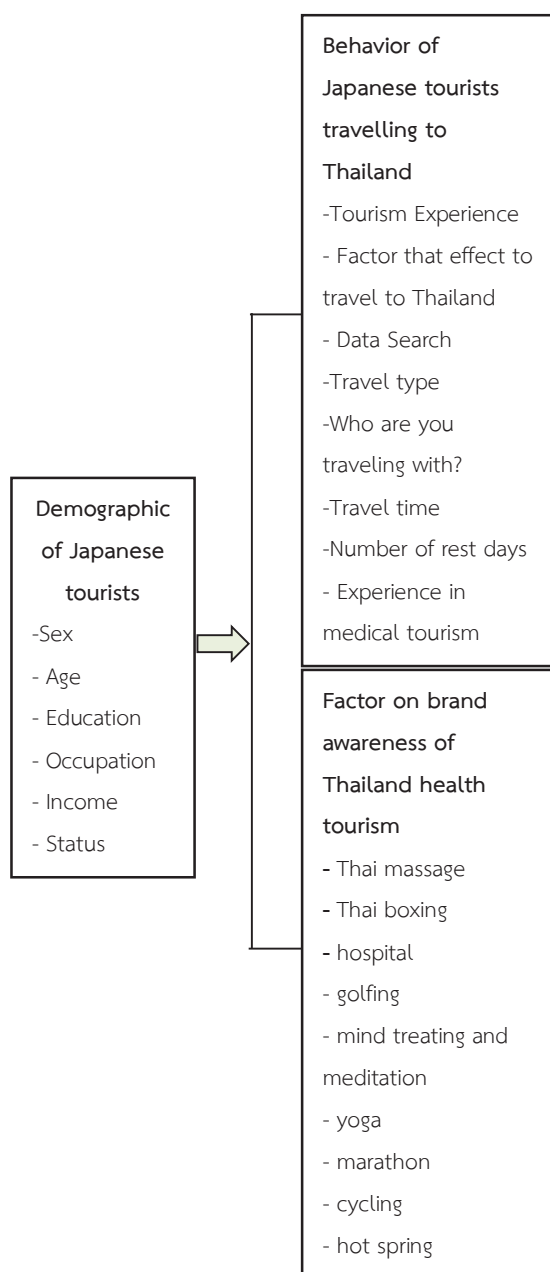 Demographic
of Japanese
tourists
-Sex
- Age
- Education
- Occupation
- Income
- Status
Behavior of
Japanese tourists
travelling to
Thailand
-Tourism Experience
- Factor that effect to
travel to Thailand
- Data Search
-Travel type
-Who are you
traveling with?
-Travel time
-Number of rest days
- Experience in
medical tourism
Factor on brand
awareness of
Thailand health
tourism
- Thai massage
- Thai boxing
- hospital
- golfing
- mind treating and
meditation
- yoga
- marathon
- cycling
- hot spring